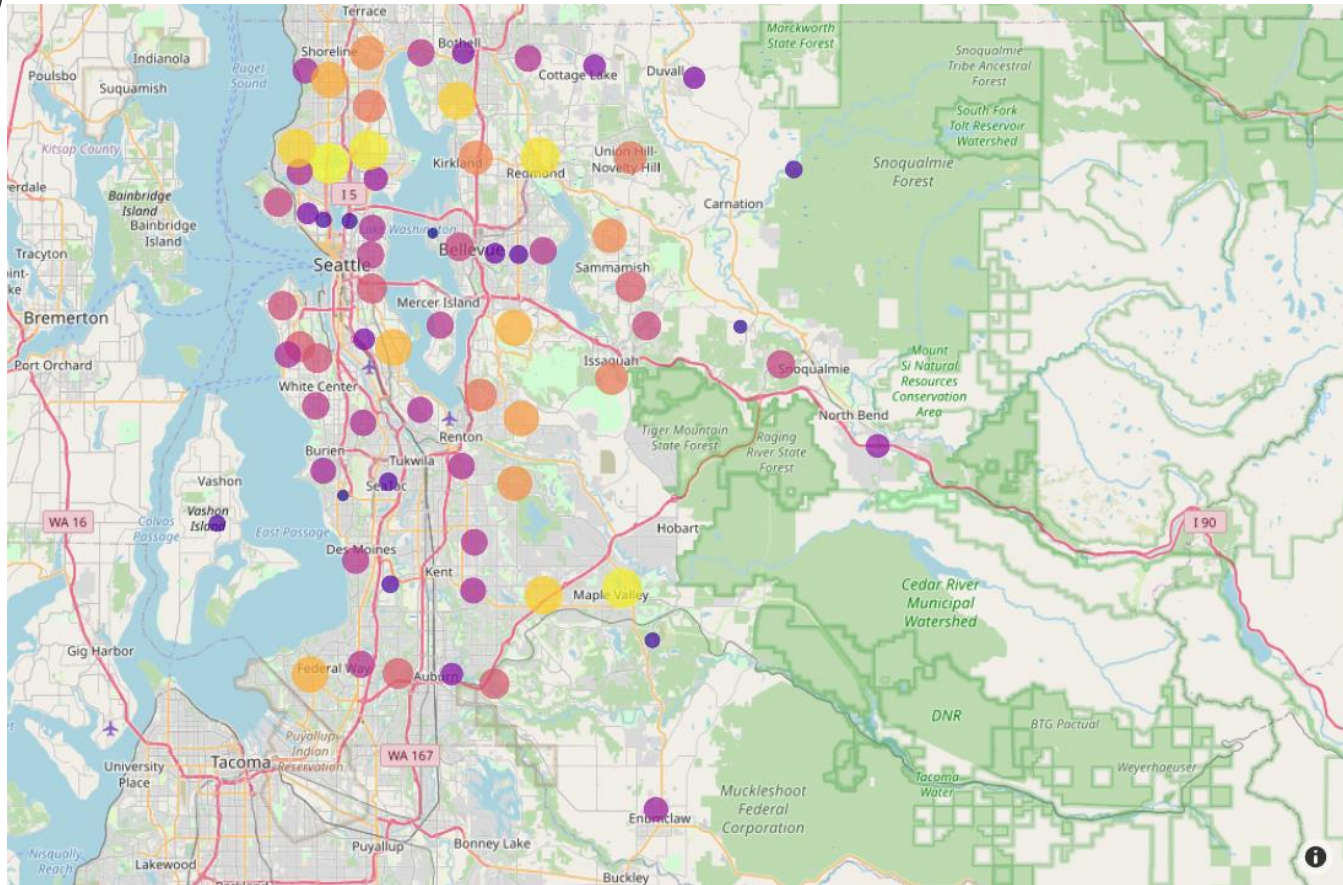 Terrace
Indianola
Poulsbo
Suquamish
Puget
Sound
Shoreline
Bothell
Cottage Lake
Duvall
Marckworth
State Forest
Snoqualmie
Tribe Ancestral
Forest
South Fork
Tolt Reservoir
Watershed
Kitsap County
Kirkland
Redmond
Union Hill-
Novelty Hill
Snoqualmie
Forest
verdale
Bainbridge
Island
Bainbridge
Island
I 5
Carnation
Lake Washington
Tracyton
Bellevue
Seattle
Sammamish
Mercer Island
Bremerton
Port Orchard
Issaquah
Snoqualmie
Mount
Si Natural
Resources
Conservation
Area
White Center
North Bend
Tiger Mountain
State Forest
Raging
River State
Forest
Renton
Burien
Tukwila
SeaTac
Vashon
Vashon
Island
WA 16
Colvos
Passage
East Passage
Hobart
I 90
Des Moines
Kent
Maple Valley
Cedar River
Municipal
Watershed
Gig Harbor
Federal Way
Auburn
DNR
BTG Pactual
Puyallup
Indian
Reservation
WA 167
University
Place
Tacoma
Tacoma
Water
Weyerhaeuser
Muckleshoot
Federal
Corporation
Enumclaw
Puyallup
Bonney Lake
Nisqually
Reach
Lakewood
Buckley
i